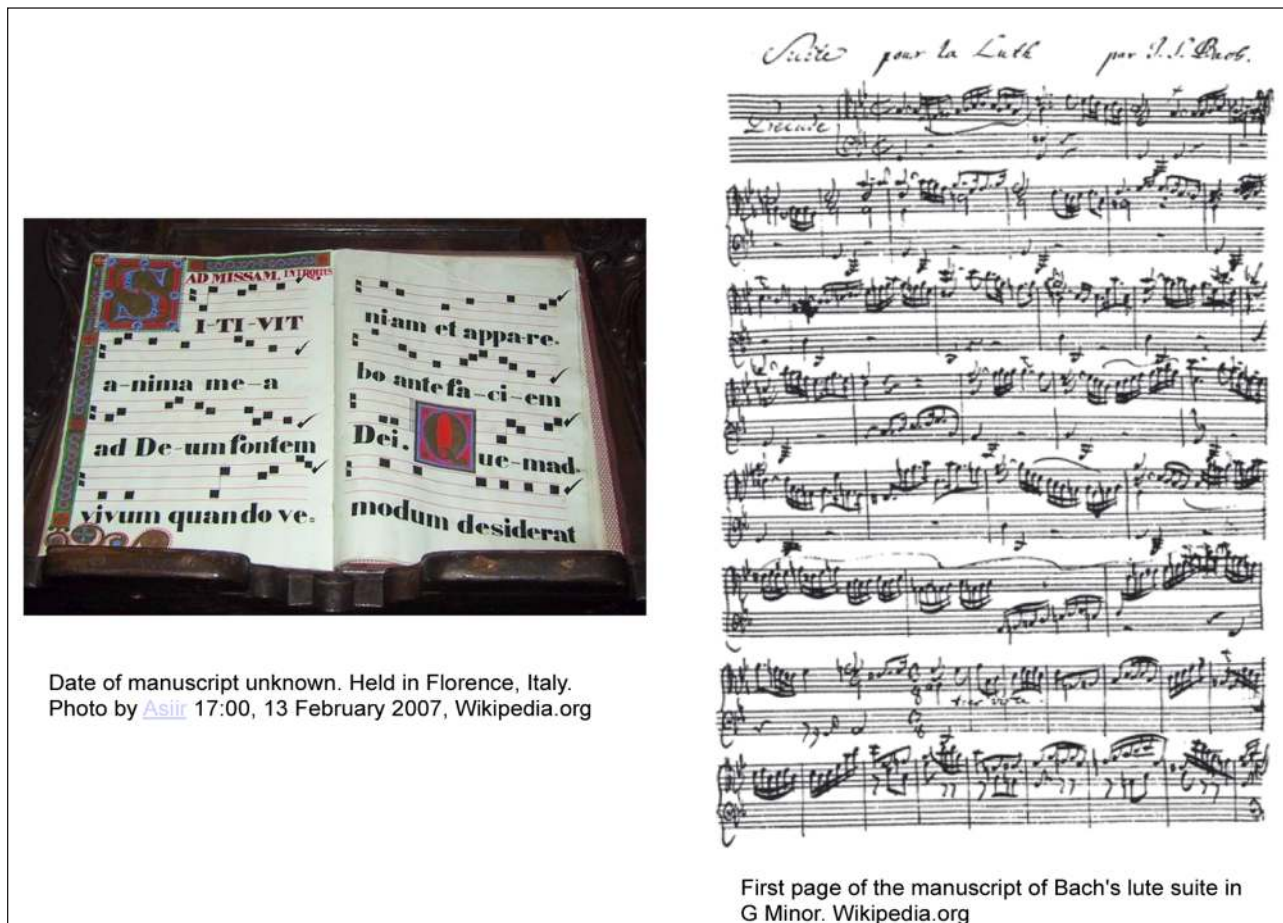 AD MISSAM, INTROITUS
S
I-TI-VIT
a-nima me-a
ad De-um fontem
vivum quando ve-
ni-am et appa-re-
bo ante fa-ci-em
Dei. Que-mad-
modum desiderat
Date of manuscript unknown. Held in Florence, Italy.
Photo by Asiir 17:00, 13 February 2007, Wikipedia.org
Suite pour la Luth par J. S. Bach.
Prelude
tres viste.
First page of the manuscript of Bach's lute suite in
G Minor. Wikipedia.org